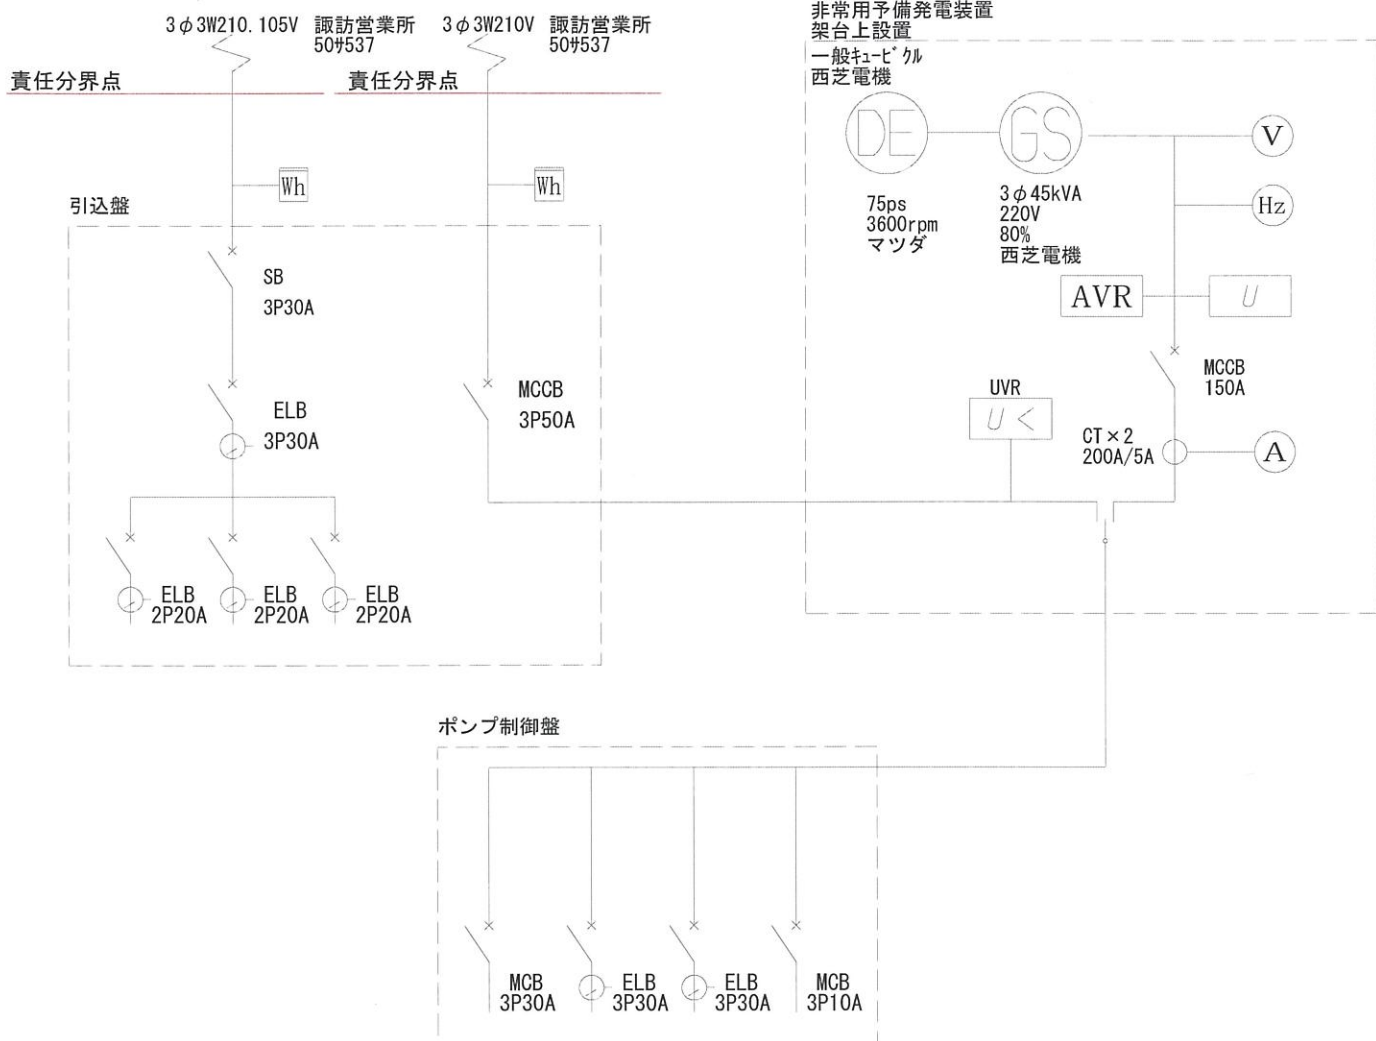 3φ3W210.105V 諏訪営業所
50ｻ537
3φ3W210V 諏訪営業所
50ｻ537
責任分界点
責任分界点
Wh
Wh
引込盤
SB
3P30A
ELB
3P30A
MCCB
3P50A
ELB
2P20A
ELB
2P20A
ELB
2P20A
非常用予備発電装置
架台上設置
一般ｷｭｰﾋﾞｸﾙ
西芝電機
DE
GS
V
75ps
3600rpm
マツダ
3φ45kVA
220V
80%
西芝電機
Hz
AVR
U
MCCB
150A
UVR
U <
CT×2
200A/5A
A
ポンプ制御盤
MCB
3P30A
ELB
3P30A
ELB
3P30A
MCB
3P10A